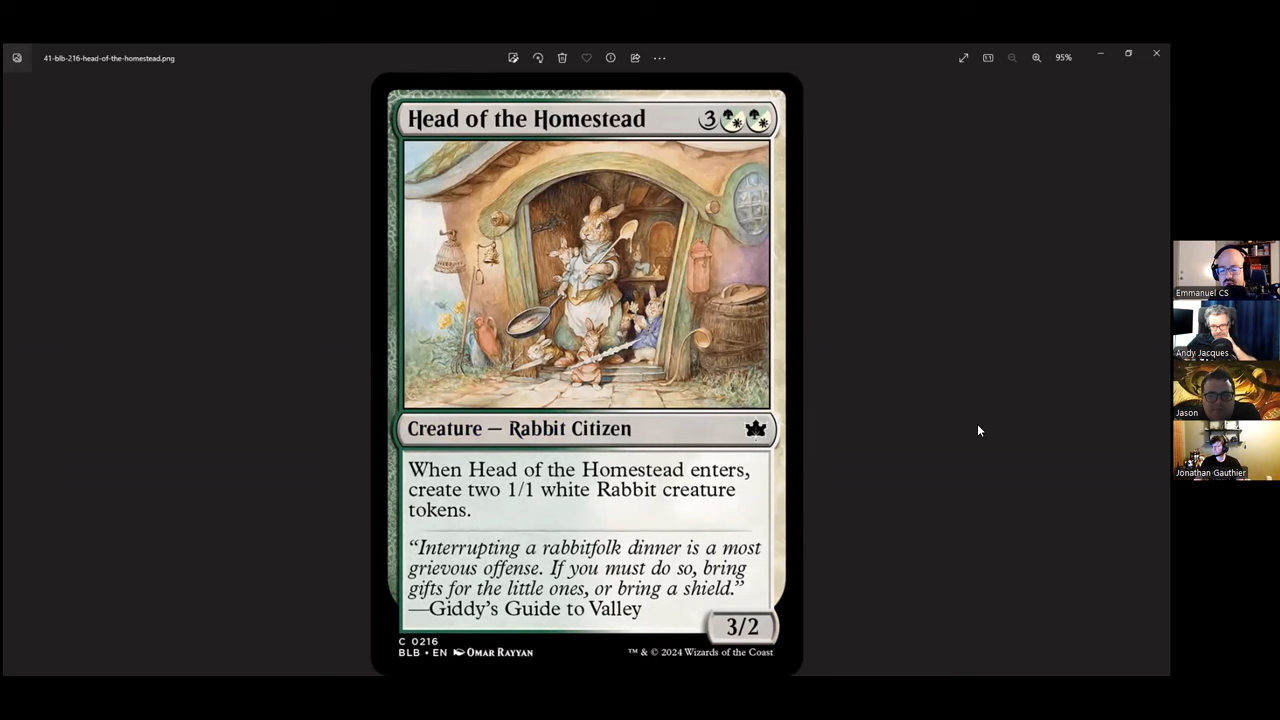 41-blb-216-head-of-the-homestead.png
95%
Head of the Homestead 3
Creature — Rabbit Citizen
When Head of the Homestead enters,
create two 1/1 white Rabbit creature
tokens.
“Interrupting a rabbitfolk dinner is a most
grievous offense. If you must do so, bring
gifts for the little ones, or bring a shield.”
—Giddy’s Guide to Valley
3/2
C 0216
BLB • EN OMAR RAYYAN
™ & © 2024 Wizards of the Coast
Emmanuel CS
Andy Jacques
Jason
Jonathan Gauthier